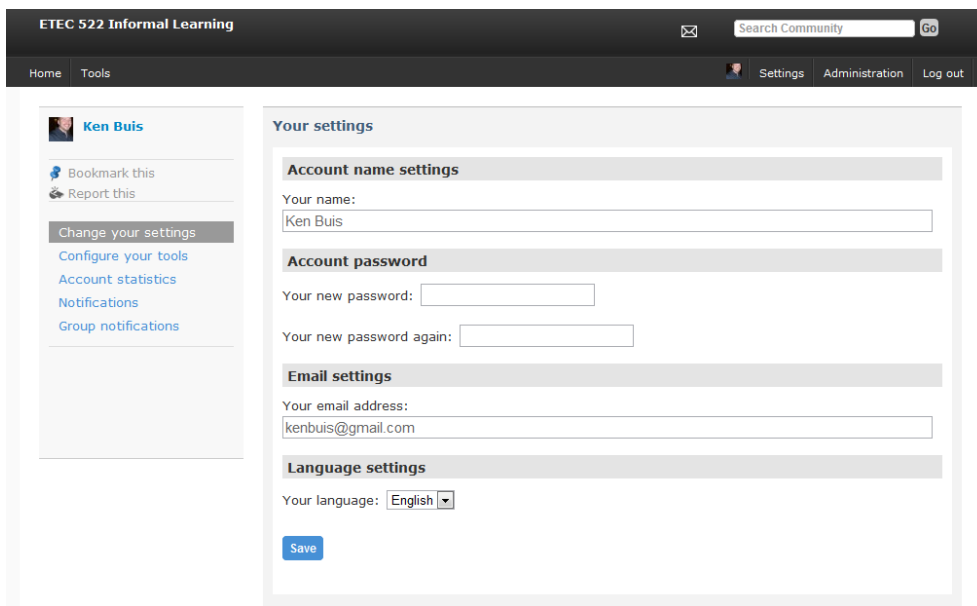 ETEC 522 Informal Learning
Search Community Go
Home Tools Settings Administration Log out
Ken Buis
Bookmark this
Report this
Change your settings
Configure your tools
Account statistics
Notifications
Group notifications
Your settings
Account name settings
Your name:
Ken Buis
Account password
Your new password:
Your new password again:
Email settings
Your email address:
kenbuis@gmail.com
Language settings
Your language: English
Save